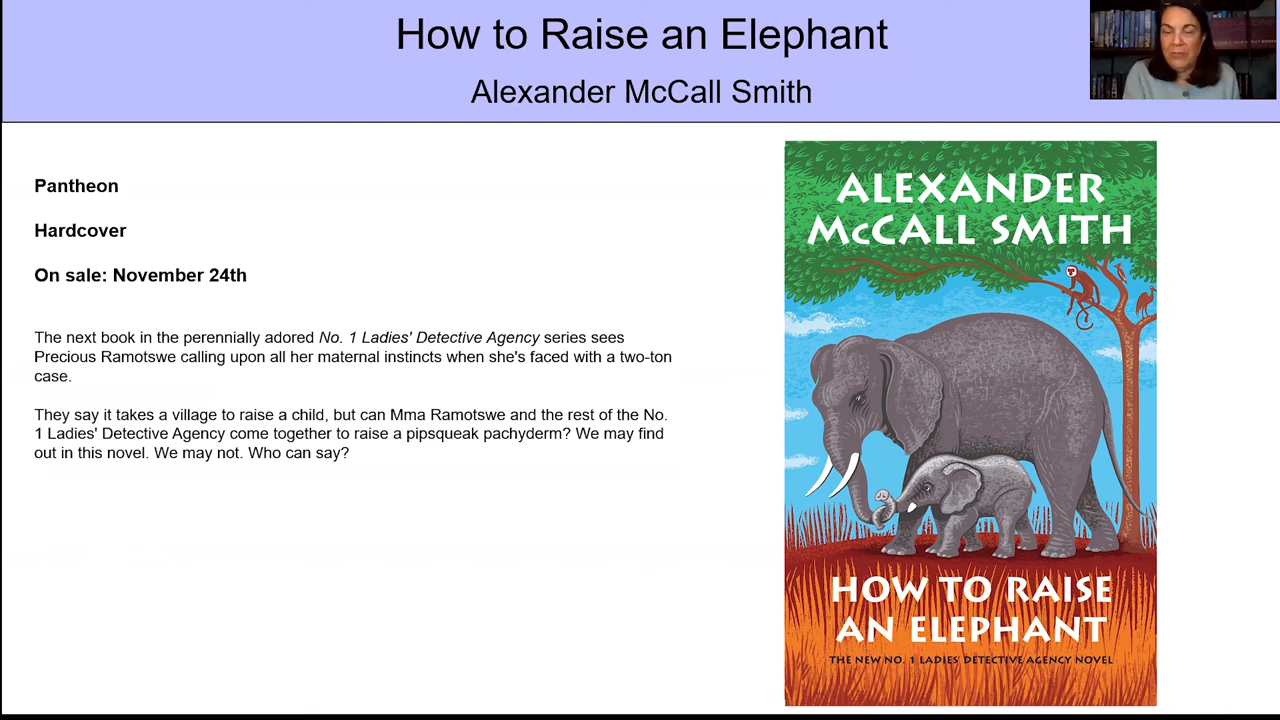 How to Raise an Elephant
Alexander McCall Smith
Pantheon
Hardcover
On sale: November 24th
The next book in the perennially adored No. 1 Ladies' Detective Agency series sees
Precious Ramotswe calling upon all her maternal instincts when she's faced with a two-ton
case.
They say it takes a village to raise a child, but can Mma Ramotswe and the rest of the No.
1 Ladies' Detective Agency come together to raise a pipsqueak pachyderm? We may find
out in this novel. We may not. Who can say?
ALEXANDER
McCALL SMITH
HOW TO RAISE
AN ELEPHANT
THE NEW NO. 1 LADIES' DETECTIVE AGENCY NOVEL